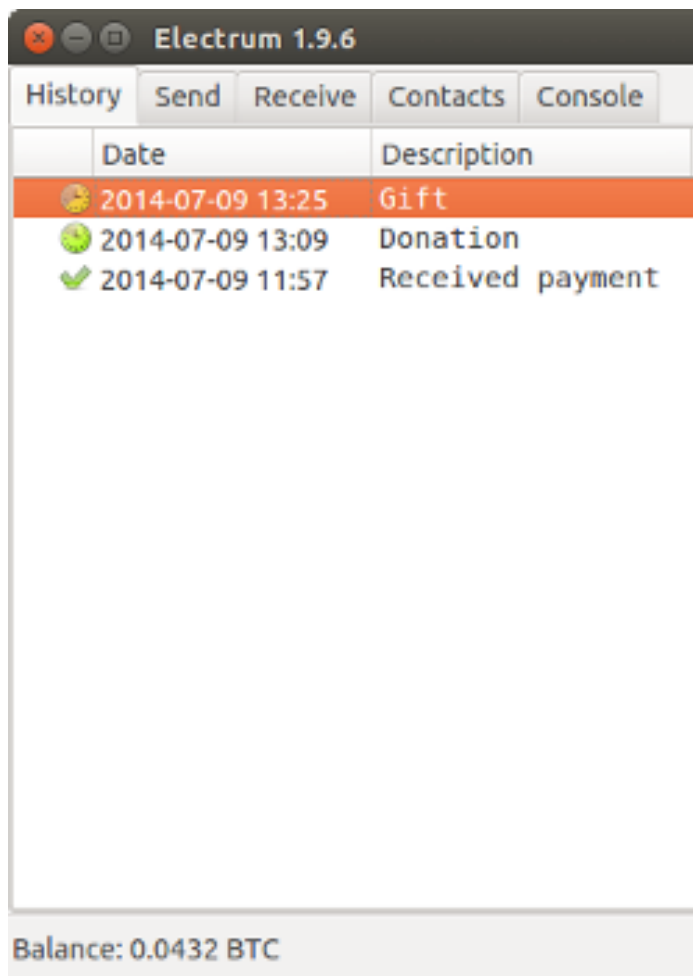 Electrum 1.9.6
History Send Receive Contacts Console
Date Description
2014-07-09 13:25 Gift
2014-07-09 13:09 Donation
2014-07-09 11:57 Received payment
Balance: 0.0432 BTC